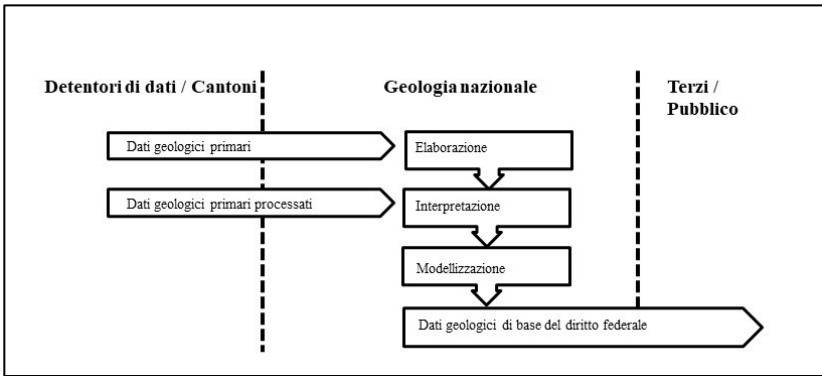 Detentori di dati / Cantoni
Geologia nazionale
Terzi /
Pubblico
Dati geologici primari
Elaborazione
Dati geologici primari processati
Interpretazione
Modellizzazione
Dati geologici di base del diritto federale